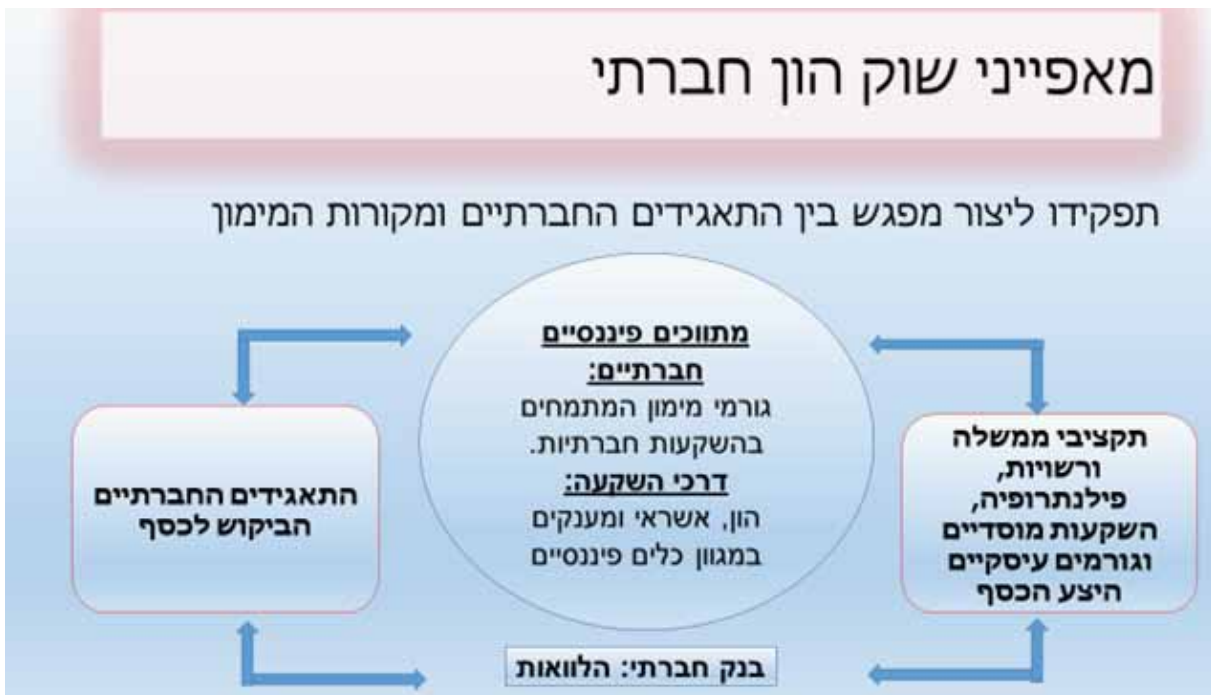 מאפייני שוק הון חברתי
תפקידו ליצור מפגש בין התאגידים החברתיים ומקורות המימון
תקציבי ממשלה
ורשויות,
פילנתרופיה,
השקעות מוסדיים
וגורמים עיסקיים
היצע הכסף
מתווכים פיננסיים
חברתיים:
גורמי מימון המתמחים
בהשקעות חברתיות.
דרכי השקעה:
הון, אשראי ומענקים
במגוון כלים פיננסיים
התאגידים החברתיים
הביקוש לכסף
בנק חברתי: הלוואות